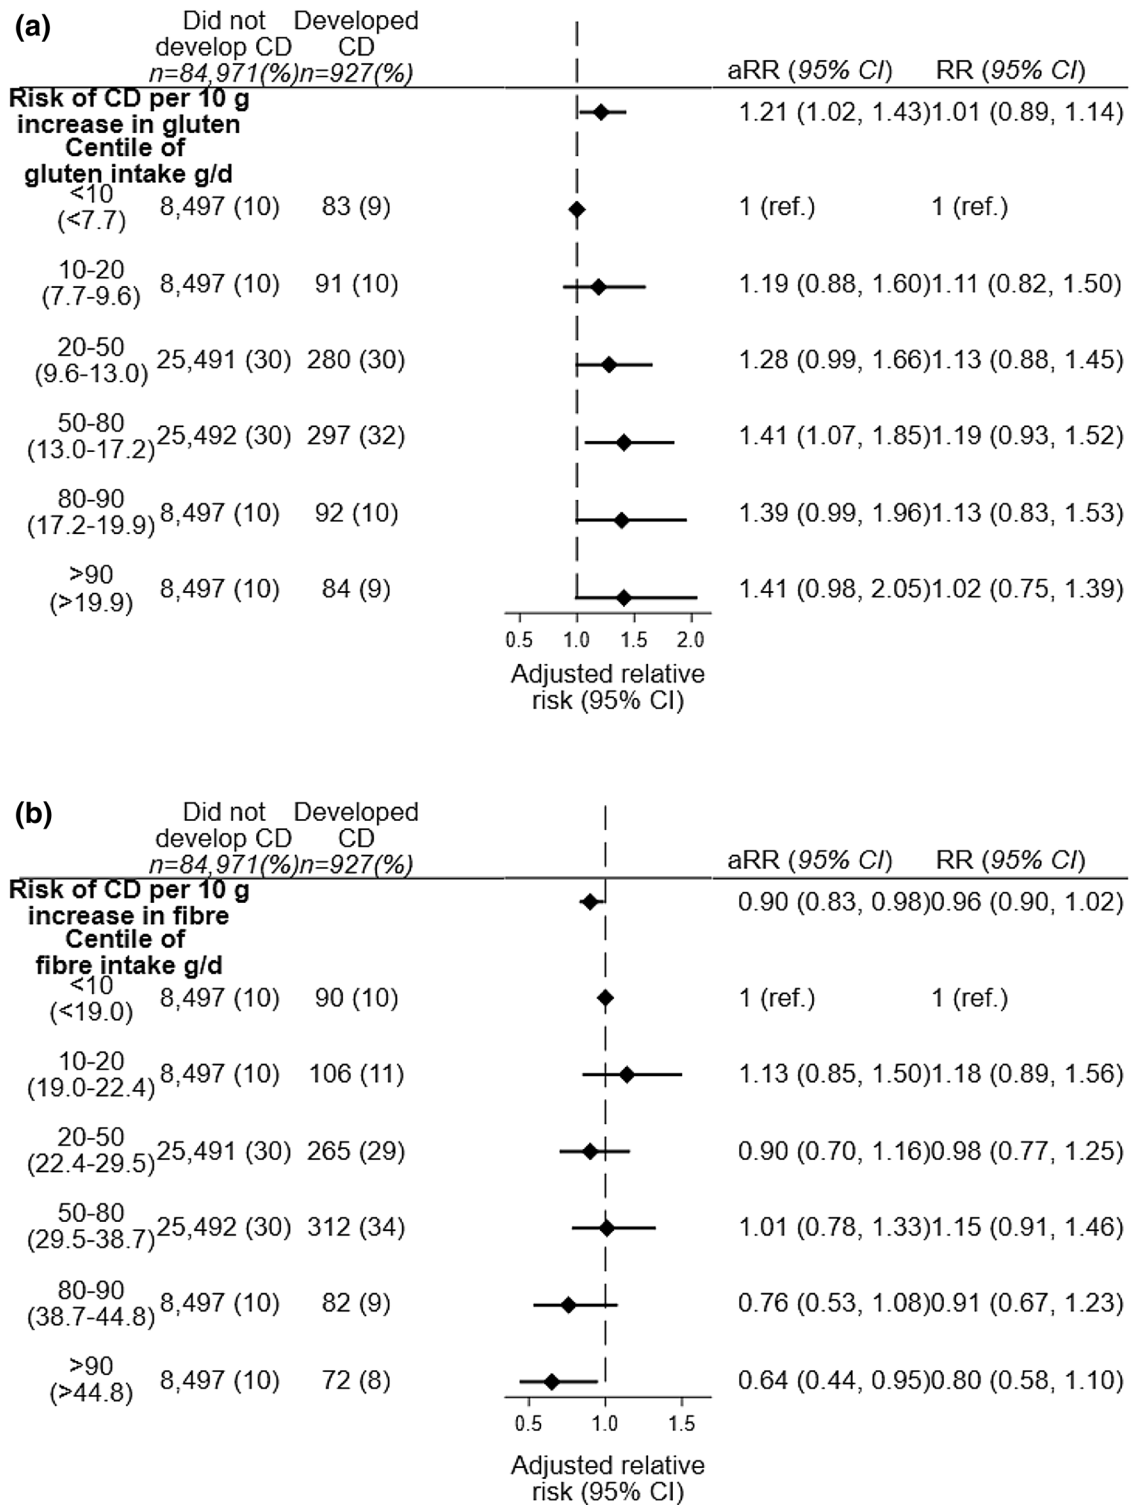 (a)
Did not Developed
develop CD CD
n=84,971(%)n=927(%) aRR (95% CI) RR (95% CI)
Risk of CD per 10 g
increase in gluten 1.21 (1.02, 1.43)1.01 (0.89, 1.14)
Centile of
gluten intake g/d
<10
(<7.7) 8,497 (10) 83 (9) 1 (ref.) 1 (ref.)
10-20
(7.7-9.6) 8,497 (10) 91 (10) 1.19 (0.88, 1.60)1.11 (0.82, 1.50)
20-50
(9.6-13.0) 25,491 (30) 280 (30) 1.28 (0.99, 1.66)1.13 (0.88, 1.45)
50-80
(13.0-17.2) 25,492 (30) 297 (32) 1.41 (1.07, 1.85)1.19 (0.93, 1.52)
80-90
(17.2-19.9) 8,497 (10) 92 (10) 1.39 (0.99, 1.96)1.13 (0.83, 1.53)
>90
(>19.9) 8,497 (10) 84 (9) 1.41 (0.98, 2.05)1.02 (0.75, 1.39)
0.5 1.0 1.5 2.0
Adjusted relative
risk (95% CI)
(b)
Did not Developed
develop CD CD
n=84,971(%)n=927(%) aRR (95% CI) RR (95% CI)
Risk of CD per 10 g
increase in fibre 0.90 (0.83, 0.98)0.96 (0.90, 1.02)
Centile of
fibre intake g/d
<10
(<19.0) 8,497 (10) 90 (10) 1 (ref.) 1 (ref.)
10-20
(19.0-22.4) 8,497 (10) 106 (11) 1.13 (0.85, 1.50)1.18 (0.89, 1.56)
20-50
(22.4-29.5) 25,491 (30) 265 (29) 0.90 (0.70, 1.16)0.98 (0.77, 1.25)
50-80
(29.5-38.7) 25,492 (30) 312 (34) 1.01 (0.78, 1.33)1.15 (0.91, 1.46)
80-90
(38.7-44.8) 8,497 (10) 82 (9) 0.76 (0.53, 1.08)0.91 (0.67, 1.23)
>90
(>44.8) 8,497 (10) 72 (8) 0.64 (0.44, 0.95)0.80 (0.58, 1.10)
0.5 1.0 1.5
Adjusted relative
risk (95% CI)